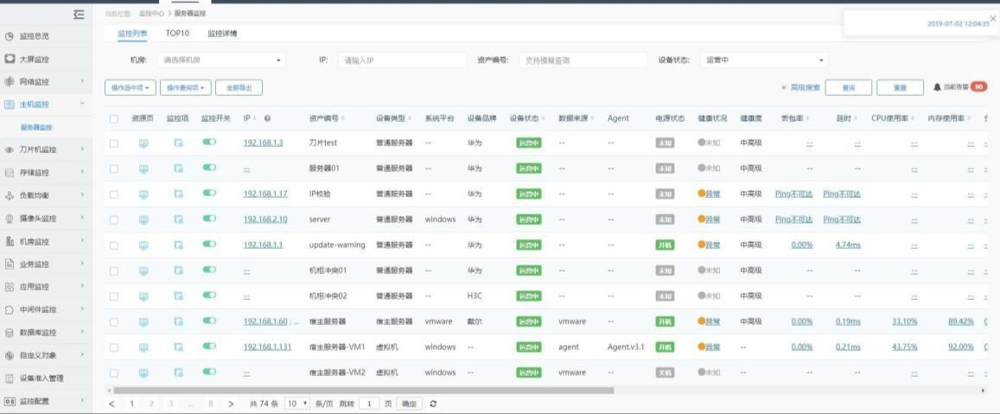 当前位置: 监控中心 > 服务器监控
2019-07-02 12:04:35
监控总览
大屏监控
网络监控
主机监控
服务器监控
刀片机监控
存储监控
负载均衡
摄像头监控
机房监控
业务监控
应用监控
中间件监控
数据库监控
自定义对象
设备准入管理
监控配置
监控列表 TOP10 监控详情
机房: 请选择机房 IP: 请输入IP 资产编号: 支持模糊查询 设备状态: 运营中
操作选中项 操作查询项 全部导出 高级搜索 查询 重置 当前告警 90
资源页 监控项 监控开关 IP 资产编号 设备类型 系统平台 设备品牌 设备状态 数据来源 Agent 电源状态 健康状况 健康度 丢包率 延时 CPU使用率 内存使用率
192.168.1.3 刀片test 普通服务器 -- 华为 运营中 -- -- 未知 未知 中高级 -- -- -- -- --
-- 服务器01 普通服务器 -- 华为 运营中 -- -- 未知 未知 中高级 -- -- -- -- --
192.168.1.17 IP校验 普通服务器 -- 华为 运营中 -- -- 未知 异常 中高级 Ping不可达 Ping不可达 -- -- --
192.168.2.10 server 普通服务器 windows 华为 运营中 -- -- 未知 异常 中高级 Ping不可达 Ping不可达 -- -- --
192.168.1.1 update-warning 普通服务器 -- 华为 运营中 -- -- 开机 异常 中高级 0.00% 4.74ms -- -- --
-- 机柜冲突01 普通服务器 -- 华为 运营中 -- -- 未知 未知 中高级 -- -- -- -- --
-- 机柜冲突02 普通服务器 -- H3C 运营中 -- -- 未知 未知 中高级 -- -- -- -- --
192.168.1.60 ; ... 宿主服务器 宿主服务器 vmware 戴尔 运营中 vmware -- 开机 异常 中高级 0.00% 0.19ms 33.10% 89.42%
192.168.1.131 宿主服务器-VM1 虚拟机 windows -- 运营中 agent Agent.v3.1 开机 异常 -- 0.00% 0.21ms 43.75% 92.00%
-- 宿主服务器-VM2 虚拟机 windows -- 运营中 vmware -- 关机 未知 -- -- -- -- -- --
< 1 2 3 ... 8 > 共 74 条 10 条/页 跳转 1 页 确定